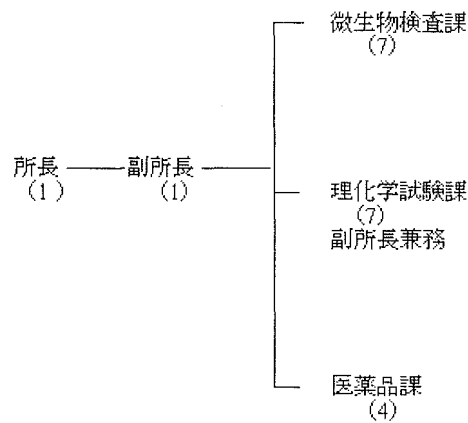 微生物検査課
(7)
所長
(1)
副所長
(1)
理化学試験課
(7)
副所長兼務
医薬品課
(4)